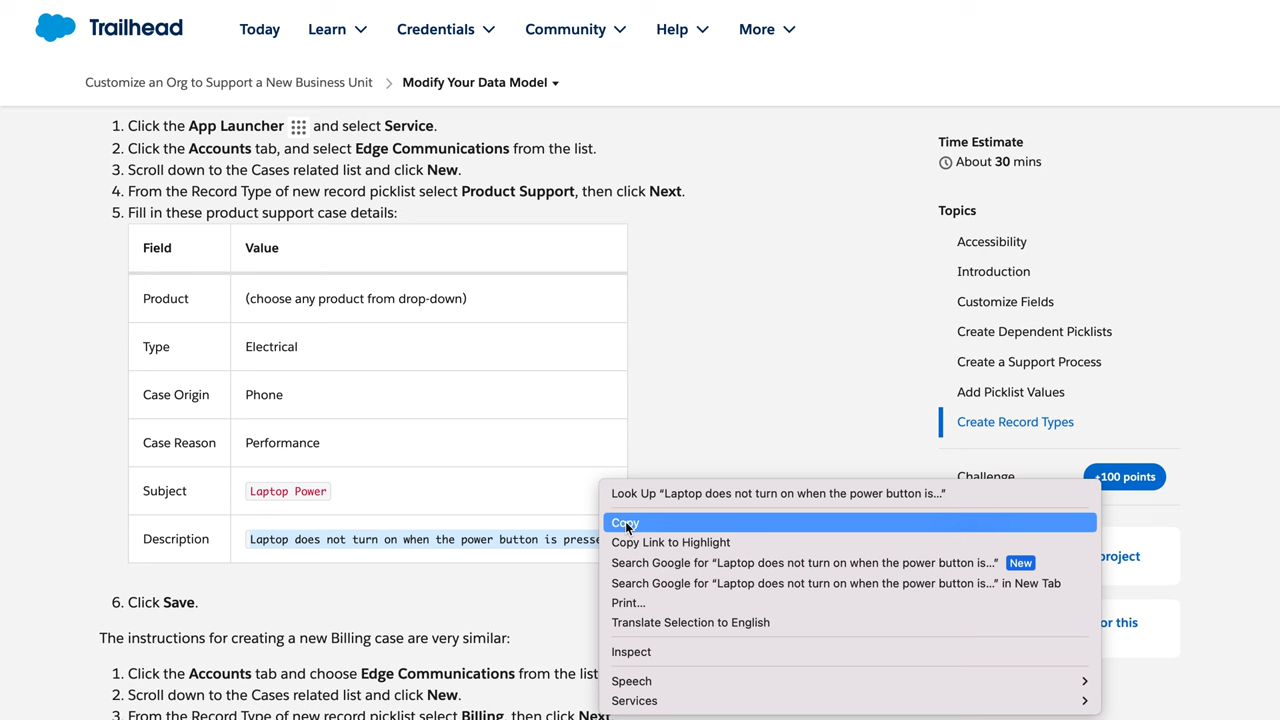 Trailhead
Today
Learn
Credentials
Community
Help
More
Customize an Org to Support a New Business Unit
Modify Your Data Model
1. Click the App Launcher and select Service.
2. Click the Accounts tab, and select Edge Communications from the list.
3. Scroll down to the Cases related list and click New.
4. From the Record Type of new record picklist select Product Support, then click Next.
5. Fill in these product support case details:
Field Value
Product (choose any product from drop-down)
Type Electrical
Case Origin Phone
Case Reason Performance
Subject Laptop Power
Description Laptop does not turn on when the power button is presse
6. Click Save.
The instructions for creating a new Billing case are very similar:
1. Click the Accounts tab and choose Edge Communications from the list
2. Scroll down to the Cases related list and click New.
3. From the Record Type of new record picklist select Billing, then click Next.
Time Estimate
About 30 mins
Topics
Accessibility
Introduction
Customize Fields
Create Dependent Picklists
Create a Support Process
Add Picklist Values
Create Record Types
Challenge +100 points
project
or this
Look Up “Laptop does not turn on when the power button is...”
Copy
Copy Link to Highlight
Search Google for “Laptop does not turn on when the power button is...” New
Search Google for “Laptop does not turn on when the power button is...” in New Tab
Print...
Translate Selection to English
Inspect
Speech
Services